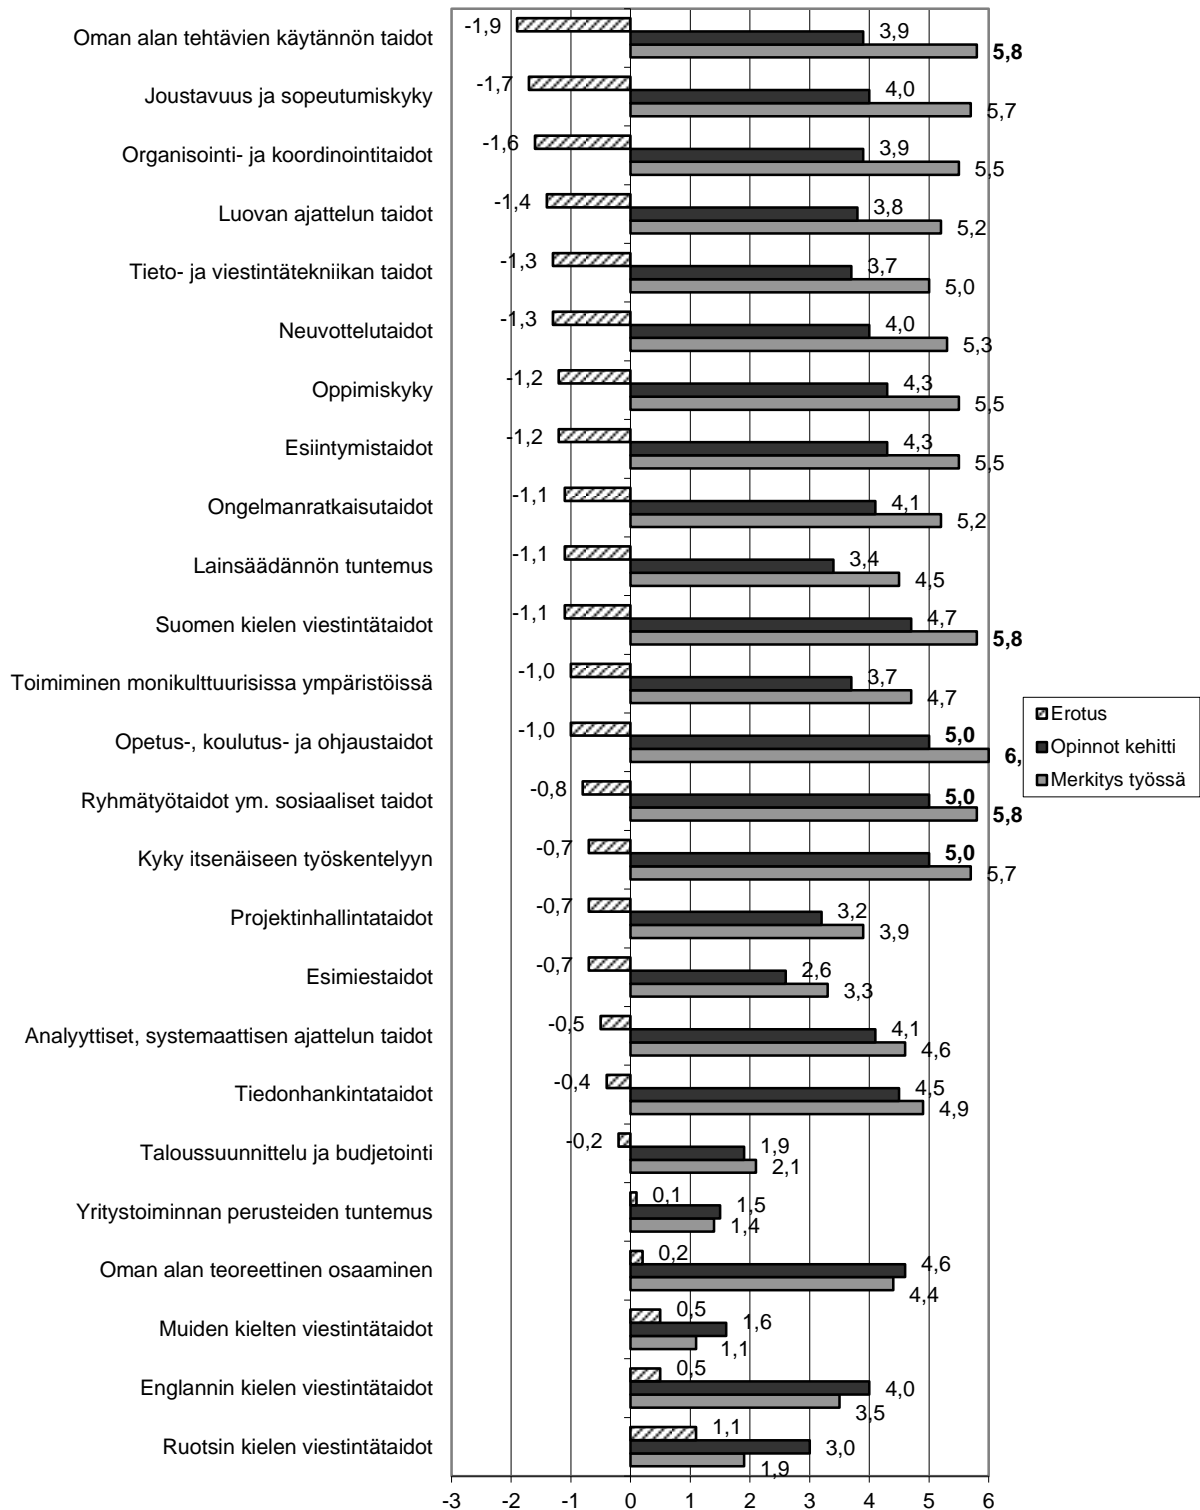 Oman alan tehtävien käytännön taidot -1,9 3,9 5,8
Joustavuus ja sopeutumiskyky -1,7 4,0 5,7
Organisointi- ja koordinointitaidot -1,6 3,9 5,5
Luovan ajattelun taidot -1,4 3,8 5,2
Tieto- ja viestintätekniikan taidot -1,3 3,7 5,0
Neuvottelutaidot -1,3 4,0 5,3
Oppimiskyky -1,2 4,3 5,5
Esiintymistaidot -1,2 4,3 5,5
Ongelmanratkaisutaidot -1,1 4,1 5,2
Lainsäädännön tuntemus -1,1 3,4 4,5
Suomen kielen viestintätaidot -1,1 4,7 5,8
Toimiminen monikulttuurisissa ympäristöissä -1,0 3,7 4,7
Opetus-, koulutus- ja ohjaustaidot -1,0 5,0 6,
Ryhmätyötaidot ym. sosiaaliset taidot -0,8 5,0 5,8
Kyky itsenäiseen työskentelyyn -0,7 5,0 5,7
Projektinhallintataidot -0,7 3,2 3,9
Esimiestaidot -0,7 2,6 3,3
Analyyttiset, systemaattisen ajattelun taidot -0,5 4,1 4,6
Tiedonhankintataidot -0,4 4,5 4,9
Taloussuunnittelu ja budjetointi -0,2 1,9 2,1
Yritystoiminnan perusteiden tuntemus 0,1 1,5 1,4
Oman alan teoreettinen osaaminen 0,2 4,6 4,4
Muiden kielten viestintätaidot 0,5 1,6 1,1
Englannin kielen viestintätaidot 0,5 4,0 3,5
Ruotsin kielen viestintätaidot 1,1 3,0 1,9
-3 -2 -1 0 1 2 3 4 5 6
Erotus
Opinnot kehitti
Merkitys työssä